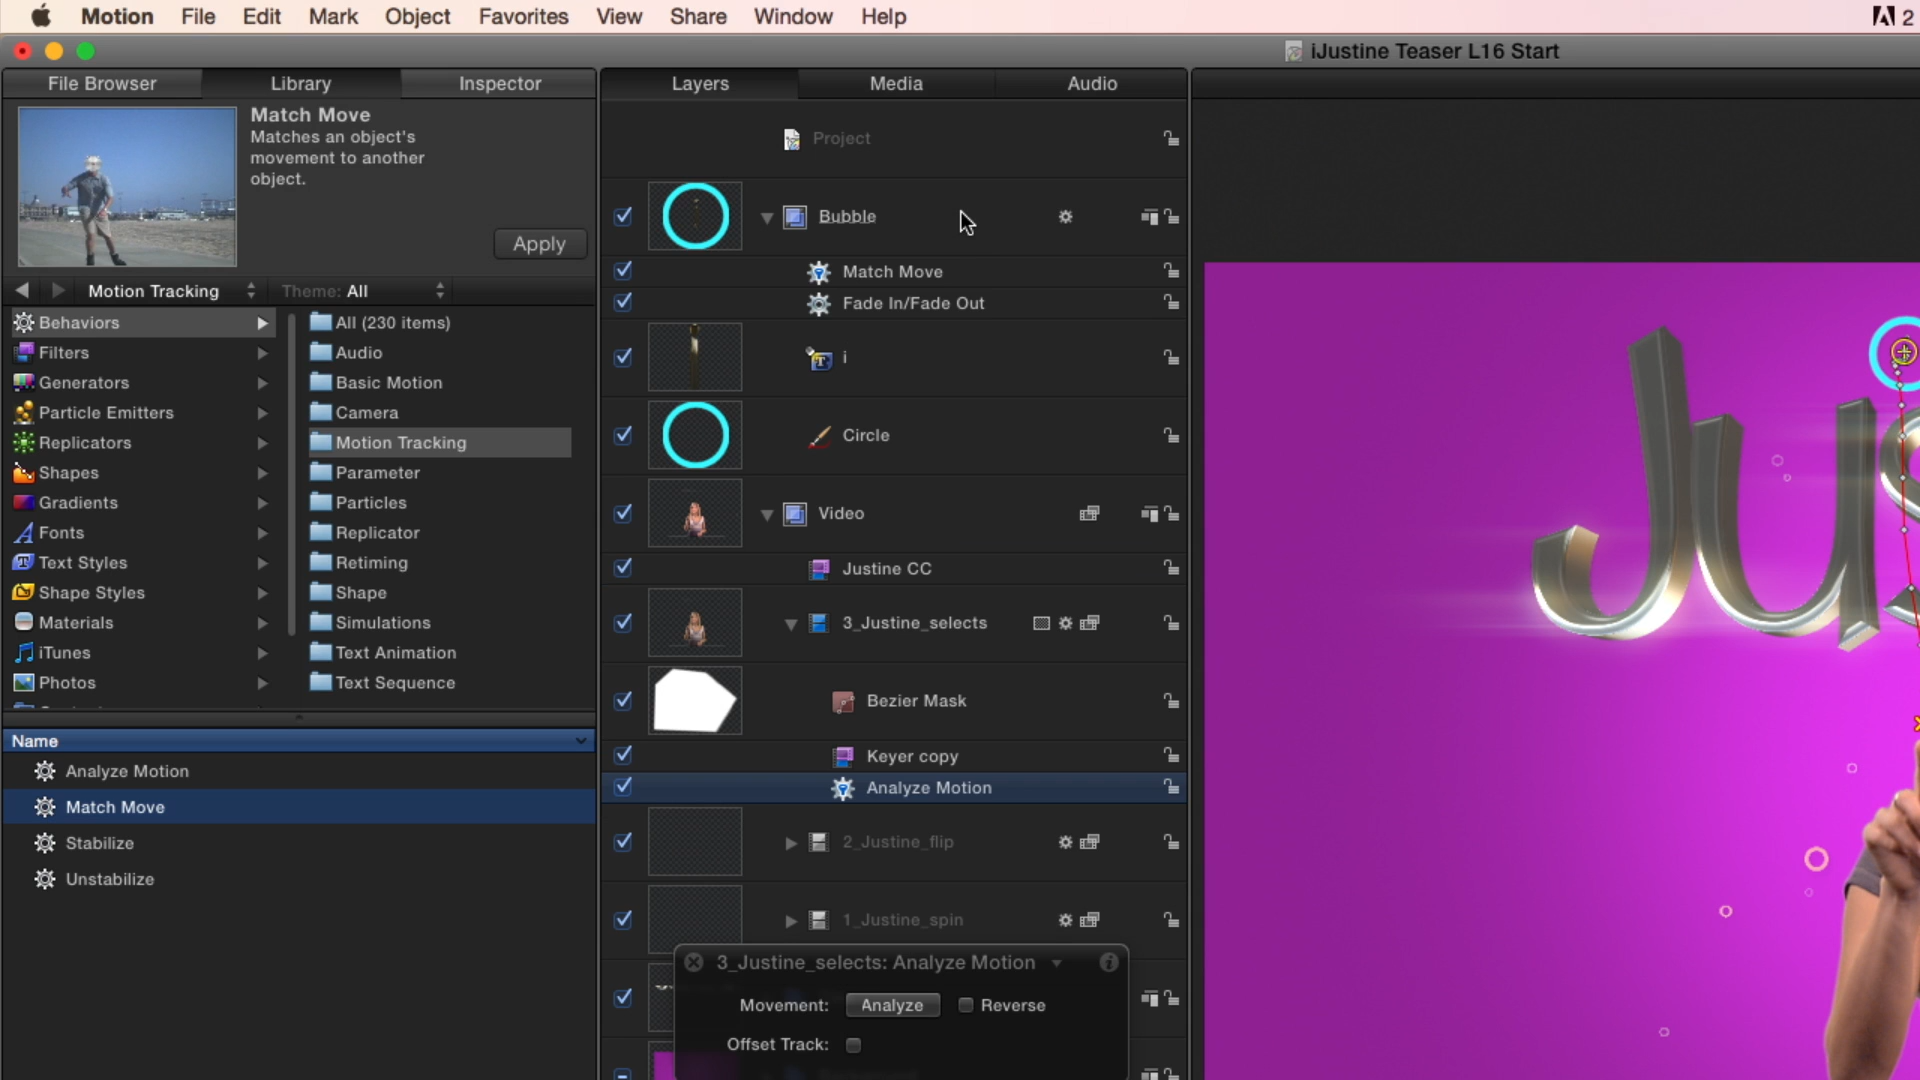 Motion File Edit Mark Object Favorites View Share Window Help 2
iJustine Teaser L16 Start
File Browser Library Inspector Layers Media Audio
Match Move
Matches an object's
movement to another
object.
Apply
Motion Tracking Theme: All
Behaviors
Filters
Generators
Particle Emitters
Replicators
Shapes
Gradients
Fonts
Text Styles
Shape Styles
Materials
iTunes
Photos
All (230 items)
Audio
Basic Motion
Camera
Motion Tracking
Parameter
Particles
Replicator
Retiming
Shape
Simulations
Text Animation
Text Sequence
Name
Analyze Motion
Match Move
Stabilize
Unstabilize
Project
Bubble
Match Move
Fade In/Fade Out
i
Circle
Video
Justine CC
3_Justine_selects
Bezier Mask
Keyer copy
Analyze Motion
2_Justine_flip
1_Justine_spin
3_Justine_selects: Analyze Motion
Movement: Analyze Reverse
Offset Track:
Jus